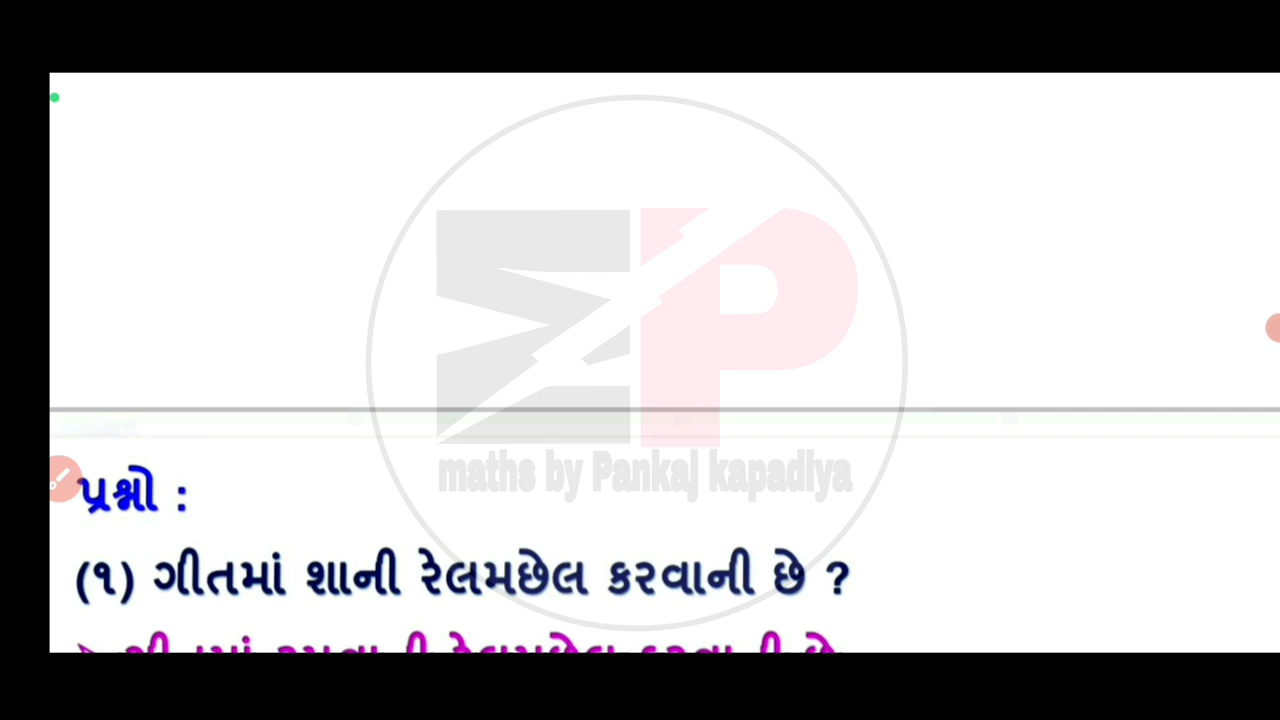 maths by Pankaj kapadiya
પ્રશ્નો :
(૧) ગીતમાં શાની રેલમછેલ કરવાની છે ?